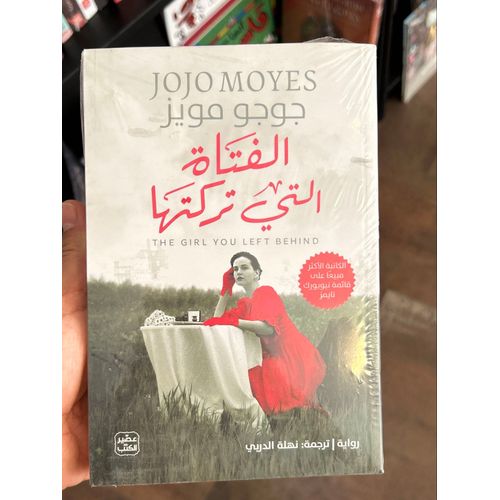 JOJO MOYES
جوجو مويز
الفتاة
التي تركتها
THE GIRL YOU LEFT BEHIND
الكاتبة الأكثر
مبيعًا على
قائمة نيويورك
تايمز
رواية | ترجمة: نهلة الدربي
عصير
الكتب